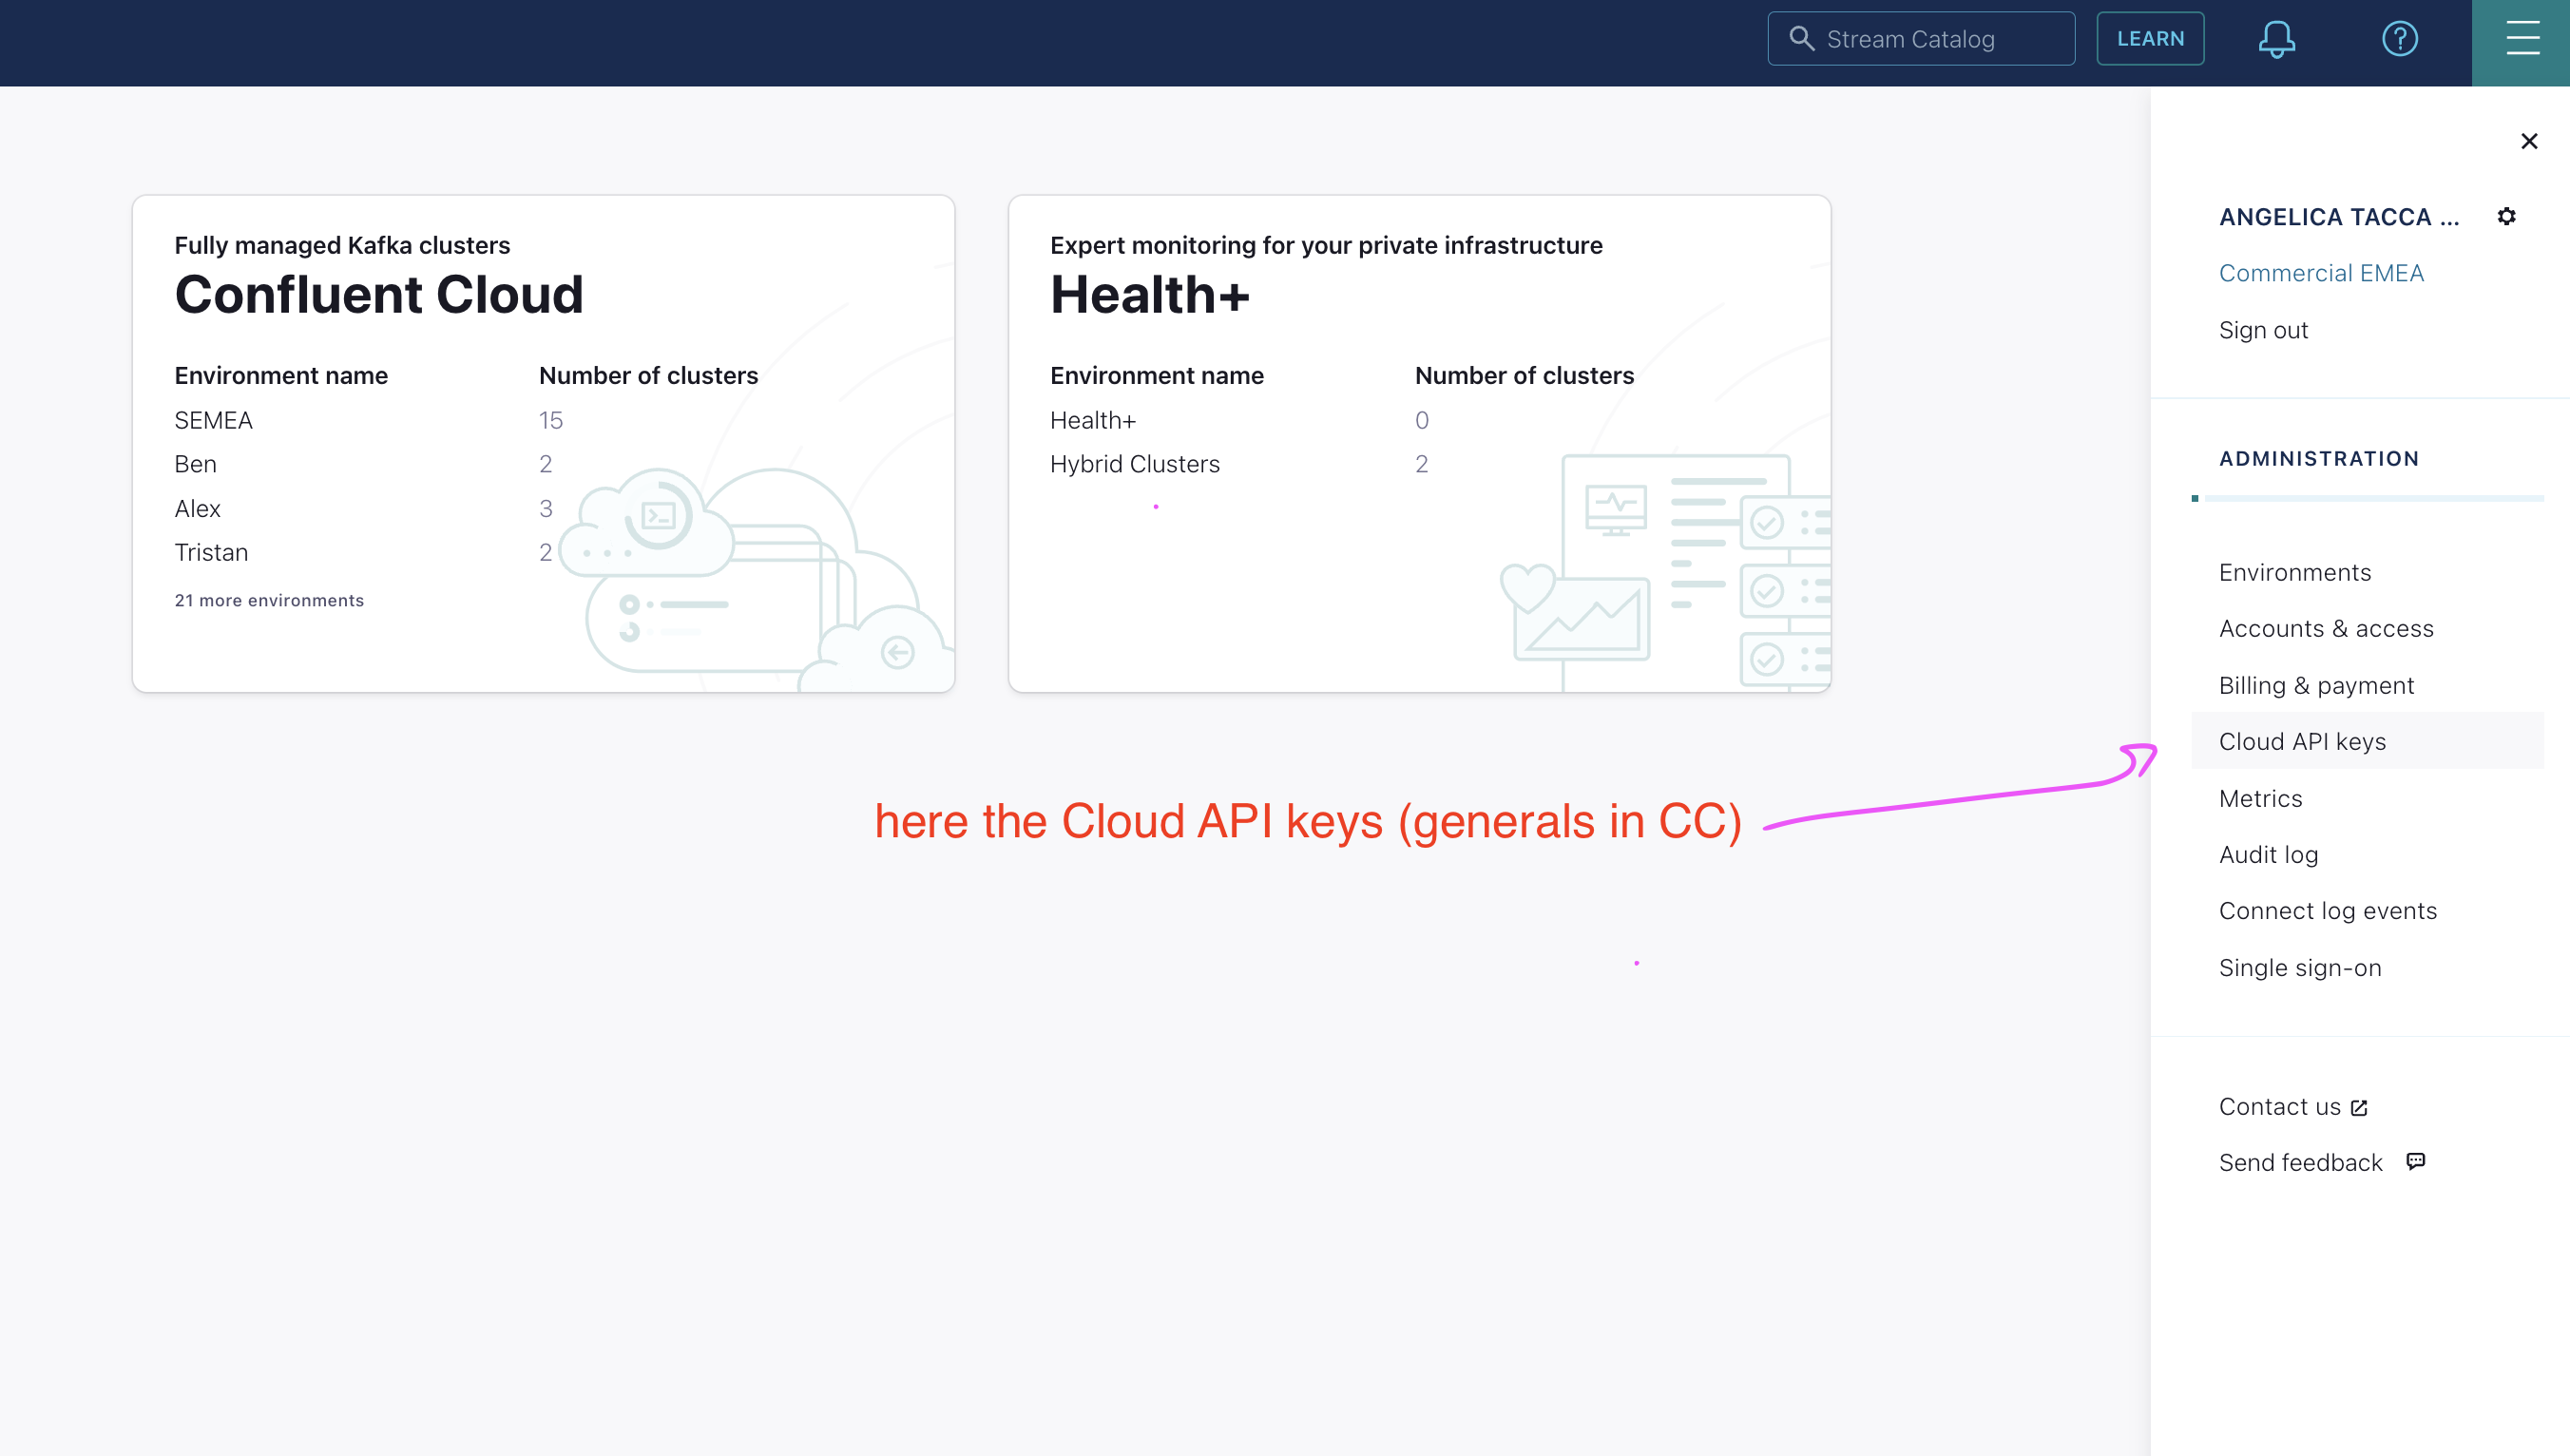 Stream Catalog
LEARN
Fully managed Kafka clusters
Confluent Cloud
Environment name Number of clusters
SEMEA 15
Ben 2
Alex 3
Tristan 2
21 more environments
Expert monitoring for your private infrastructure
Health+
Environment name Number of clusters
Health+ 0
Hybrid Clusters 2
here the Cloud API keys (generals in CC)
ANGELICA TACCA ...
Commercial EMEA
Sign out
ADMINISTRATION
Environments
Accounts & access
Billing & payment
Cloud API keys
Metrics
Audit log
Connect log events
Single sign-on
Contact us
Send feedback